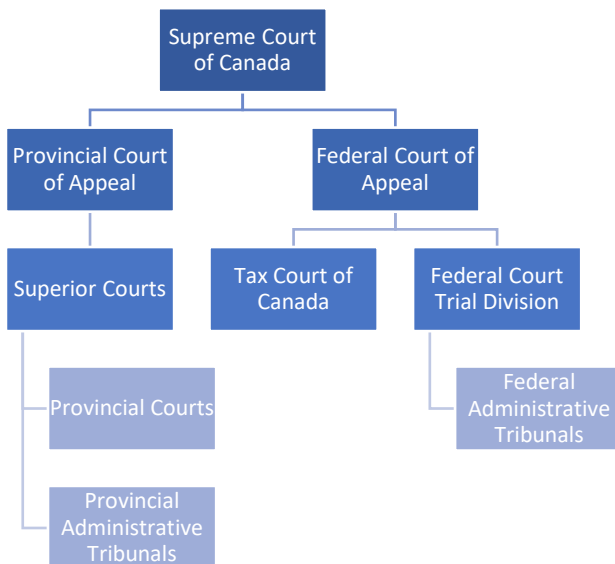 Supreme Court
of Canada
Provincial Court
of Appeal
Federal Court of
Appeal
Superior Courts
Tax Court of
Canada
Federal Court
Trial Division
Provincial Courts
Federal
Administrative
Tribunals
Provincial
Administrative
Tribunals